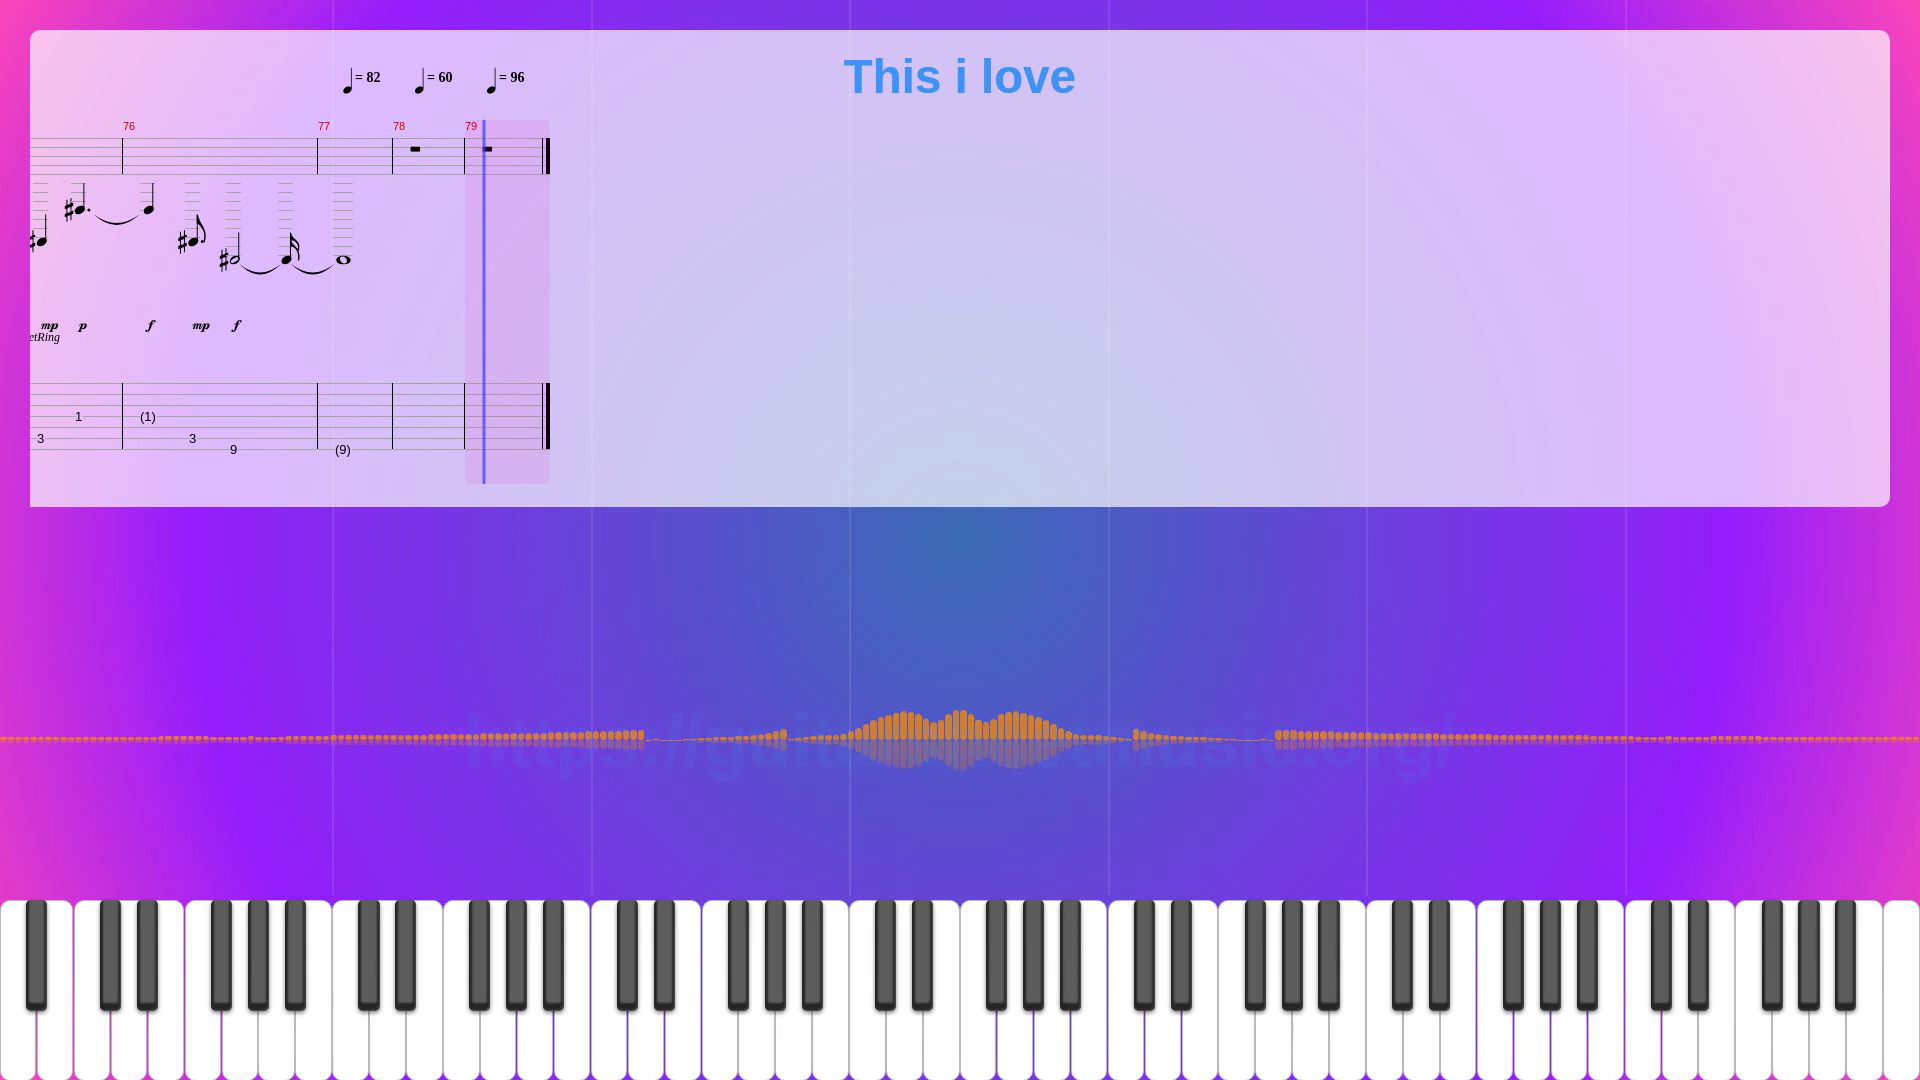 This i love
= 82 = 60 = 96
76 77 78 79
mp p f mp f
etRing
1 (1)
3 3
9 (9)